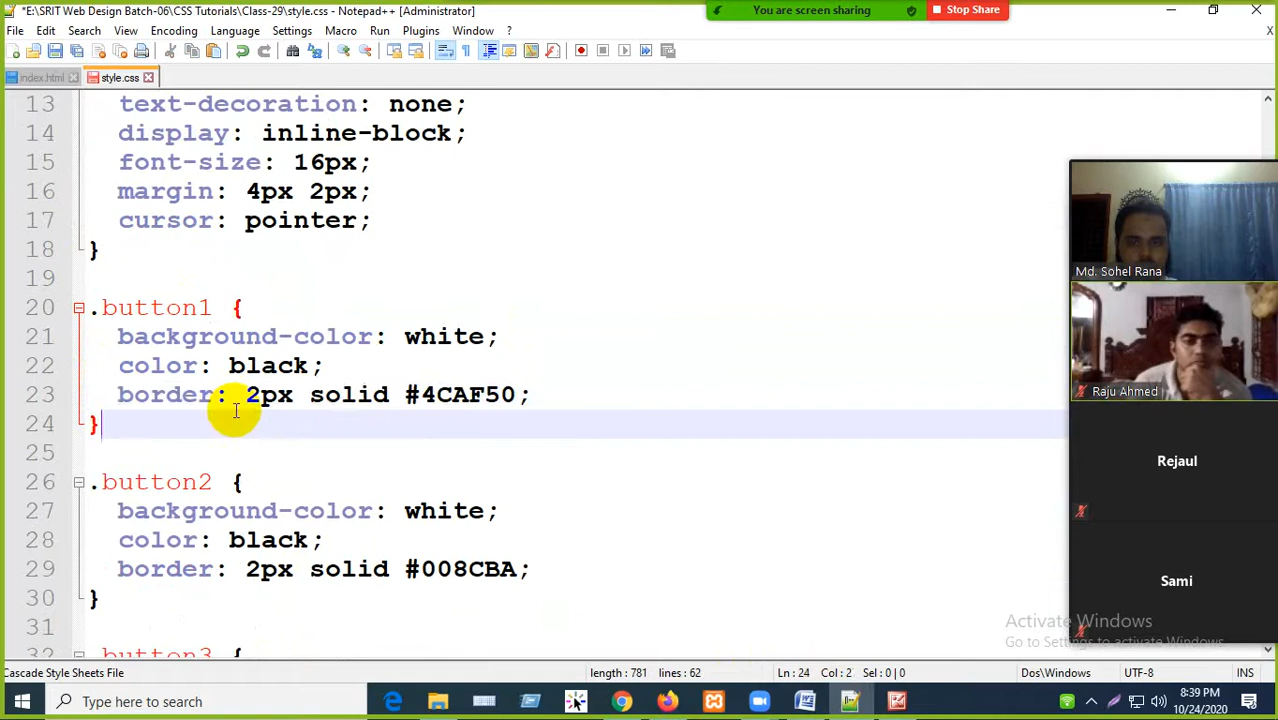 *E:\SRIT Web Design Batch-06\CSS Tutorials\Class-29\style.css - Notepad++ [Administrator]
You are screen sharing
Stop Share
File Edit Search View Encoding Language Settings Macro Run Plugins Window ?
X
index.html style.css
13 text-decoration: none;
14 display: inline-block;
15 font-size: 16px;
16 margin: 4px 2px;
17 cursor: pointer;
18 }
19
20 .button1 {
21 background-color: white;
22 color: black;
23 border: 2px solid #4CAF50;
24 }
25
26 .button2 {
27 background-color: white;
28 color: black;
29 border: 2px solid #008CBA;
30 }
31
32 .button3 {
Md. Sohel Rana
Raju Ahmed
Rejaul
Sami
Activate Windows
Go to Settings to activate Windows.
Cascade Style Sheets File length : 781 lines : 62 Ln : 24 Col : 2 Sel : 0 | 0 Dos\Windows UTF-8 INS
Type here to search
8:39 PM
10/24/2020